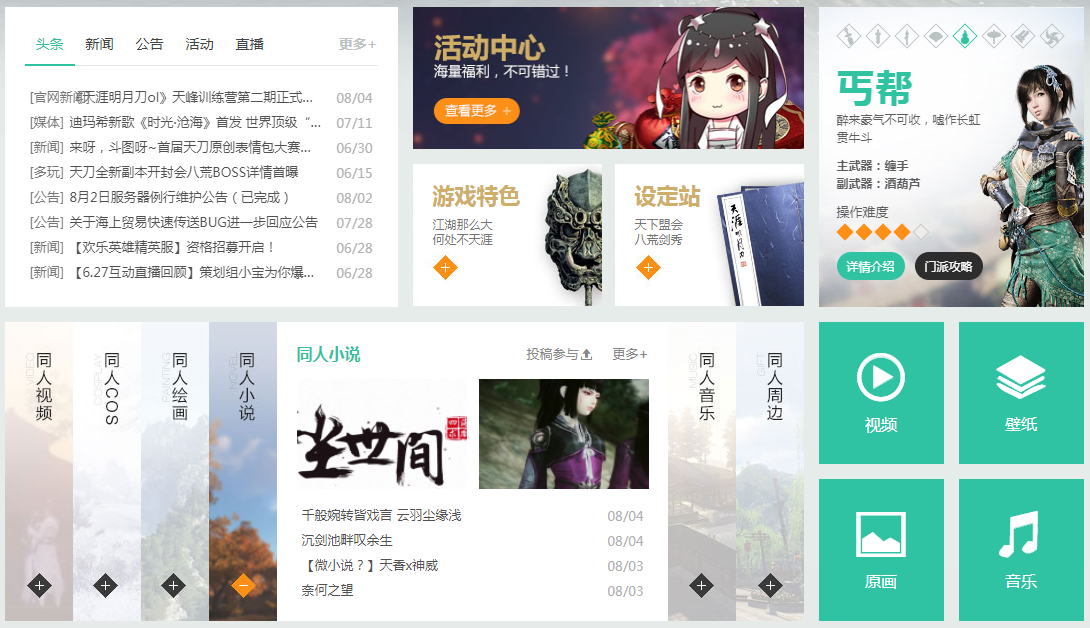 头条 新闻 公告 活动 直播 更多+
[官网新闻] 《天涯明月刀ol》天峰训练营第二期正式... 08/04
[媒体] 迪玛希新歌《时光·沧海》首发 世界顶级“... 07/11
[新闻] 来呀，斗图呀~首届天刀原创表情包大赛... 06/30
[多玩] 天刀全新副本开封会八荒BOSS详情首曝 06/15
[公告] 8月2日服务器例行维护公告（已完成） 08/02
[公告] 关于海上贸易快速传送BUG进一步回应公告 07/28
[新闻] 【欢乐英雄精英服】资格招募开启！ 06/28
[新闻] 【6.27互动直播回顾】策划组小宝为你爆... 06/28
活动中心
海量福利，不可错过！
查看更多 +
游戏特色
江湖那么大
何处不天涯
设定站
天下盟会
八荒剑秀
天涯明月刀
丐帮
醉来豪气不可收，嘘作长虹
贯牛斗
主武器：缠手
副武器：酒葫芦
操作难度
详情介绍 门派攻略
同人视频
VIDEO
同人COS
COSPLAY
同人绘画
PAINTING
同人小说
NOVEL
同人小说 投稿参与 更多+
坐世间
千般婉转皆戏言 云羽尘缘浅 08/04
沉剑池畔叹余生 08/04
【微小说？】天香x神威 08/03
奈何之望 08/03
同人音乐
MUSIC
同人周边
GIFT
视频
壁纸
原画
音乐